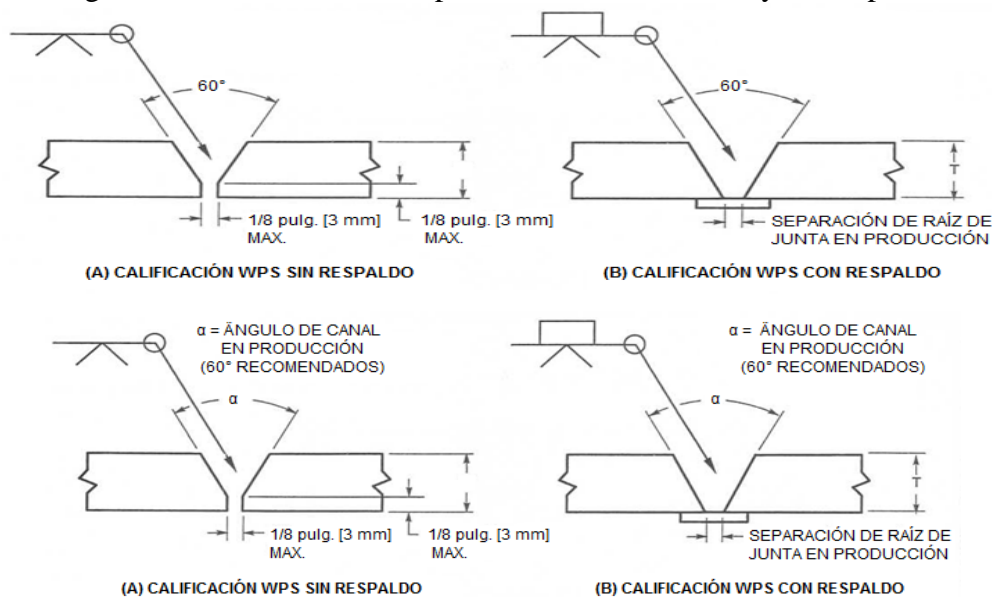 60°
1/8 pulg. [3 mm]
MAX.
1/8 pulg. [3 mm]
MAX.
(A) CALIFICACIÓN WPS SIN RESPALDO
60°
T
SEPARACIÓN DE RAÍZ DE
JUNTA EN PRODUCCIÓN
(B) CALIFICACIÓN WPS CON RESPALDO
α = ÄNGULO DE CANAL
EN PRODUCCIÓN
(60° RECOMENDADOS)
α
1/8 pulg. [3 mm]
MAX.
1/8 pulg. [3 mm]
MAX.
(A) CALIFICACIÓN WPS SIN RESPALDO
α = ÁNGULO DE CANAL
EN PRODUCCIÓN
(60° RECOMENDADOS)
α
T
SEPARACIÓN DE RAÍZ DE
JUNTA EN PRODUCCIÓN
(B) CALIFICACIÓN WPS CON RESPALDO